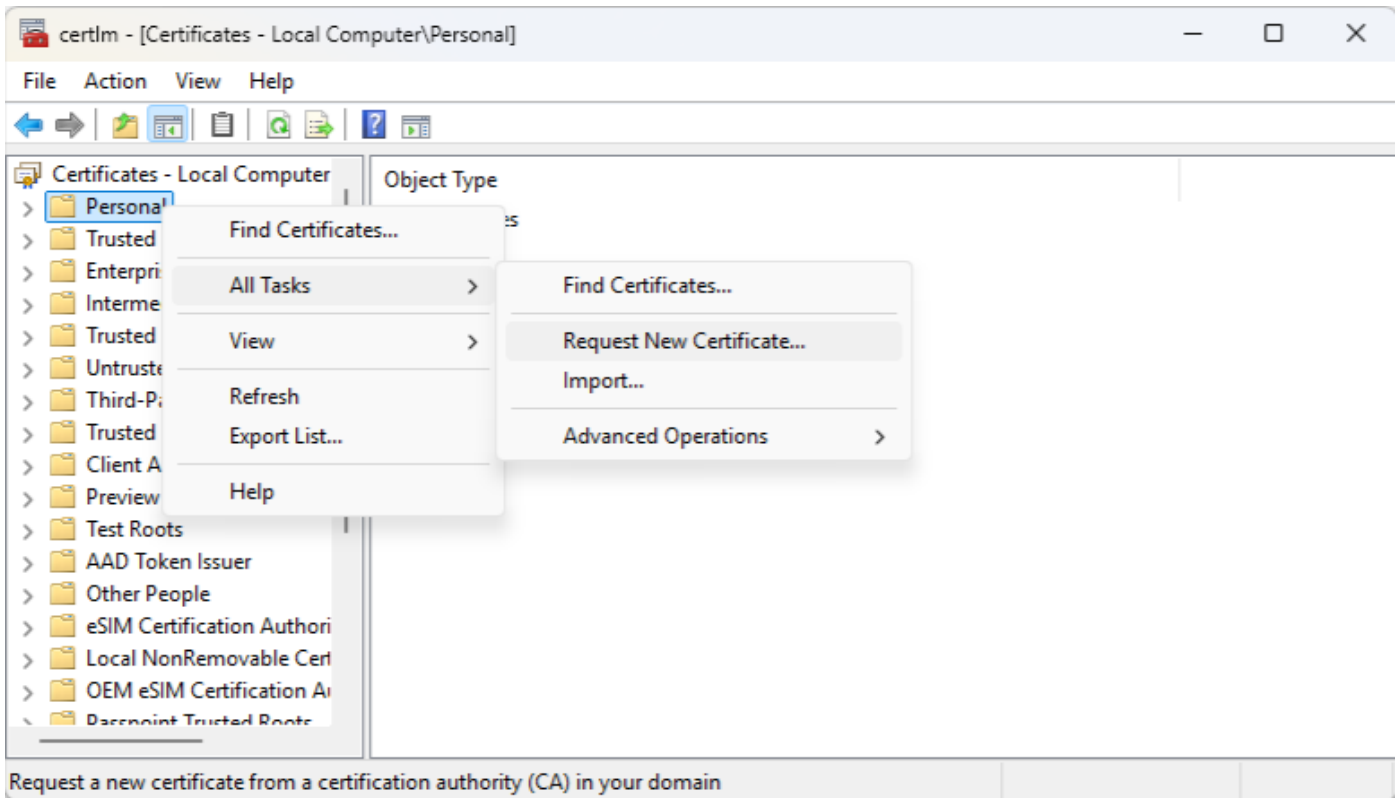 certlm - [Certificates - Local Computer\Personal]
File Action View Help
Certificates - Local Computer
Object Type
Personal
Trusted
Test Roots
AAD Token Issuer
Other People
eSIM Certification Authori
Local NonRemovable Cert
OEM eSIM Certification
Passpoint Trusted Roots
Untruste
Third-Pa
Trusted
Client A
Preview
Enterpri
Interme
Trusted
Find Certificates...
All Tasks
View
Refresh
Export List...
Help
Find Certificates...
Request New Certificate...
Import...
Advanced Operations
Request a new certificate from a certification authority (CA) in your domain